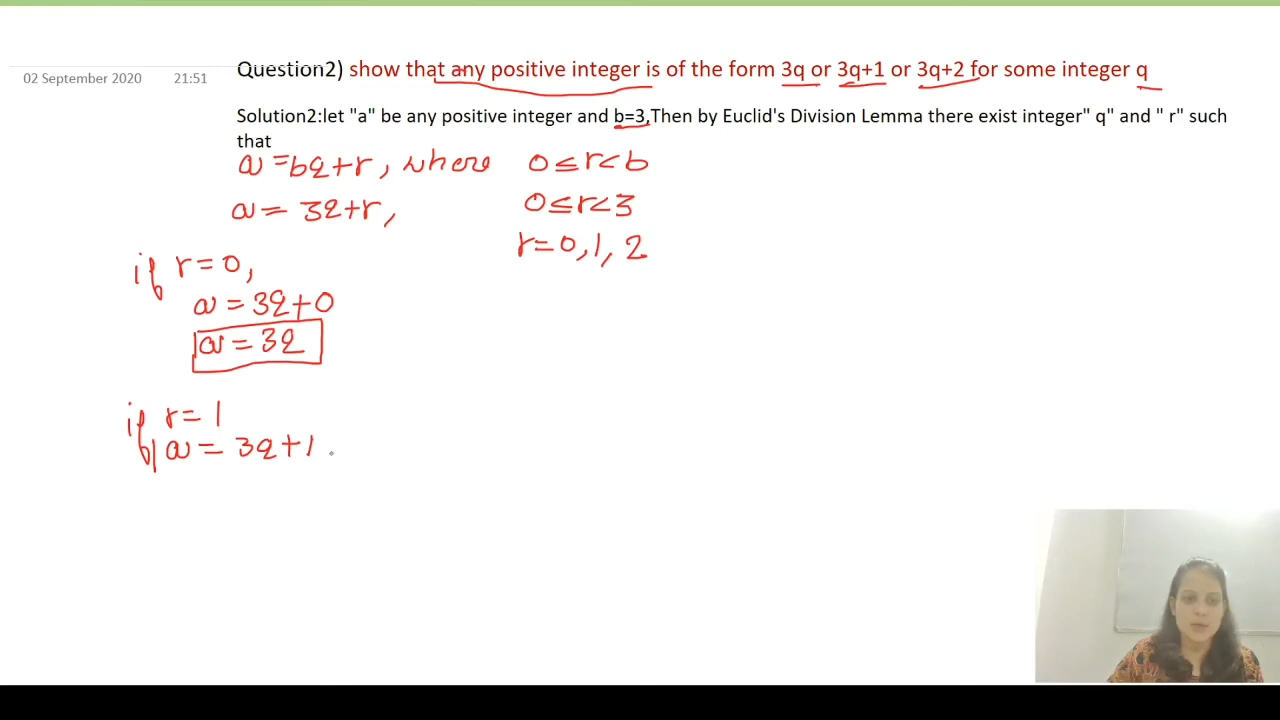 02 September 2020 21:51
Question2) show that any positive integer is of the form 3q or 3q+1 or 3q+2 for some integer q
Solution2:let "a" be any positive integer and b=3,Then by Euclid's Division Lemma there exist integer" q" and " r" such
that
a = bq+r, where 0≤r<b
a = 3q+r, 0≤r<3
r=0,1,2
if r=0,
a = 3q+0
a = 3q
if r=1
a = 3q+1